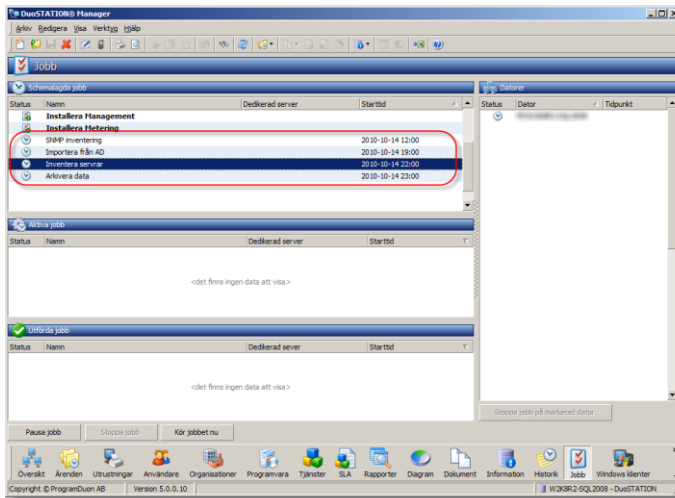 DuoSTATION® Manager
Arkiv Redigera Visa Verktyg Hjälp
Jobb
Schemalagda jobb
Status Namn Dedikerad server Starttid
Installera Management
Installera Metering
SNMP inventering 2010-10-14 12:00
Importera från AD 2010-10-14 19:00
Inventera servrar 2010-10-14 22:00
Arkivera data 2010-10-14 23:00
Datorer
Status Dator Tidpunkt
Aktiva jobb
Status Namn Dedikerad server Starttid
<det finns ingen data att visa>
Utförda jobb
Status Namn Dedikerad sever Starttid
<det finns ingen data att visa>
Stoppa jobb på markerad dator
Pausa jobb Stoppa jobb Kör jobbet nu
Översikt Ärenden Utrustningar Användare Organisationer Programvara Tjänster SLA Rapporter Diagram Dokument Information Historik Jobb Windows klienter
Copyright © ProgramDuon AB Version 5.0.0.10 W2K8R2-SQL2008 - DuoSTATION